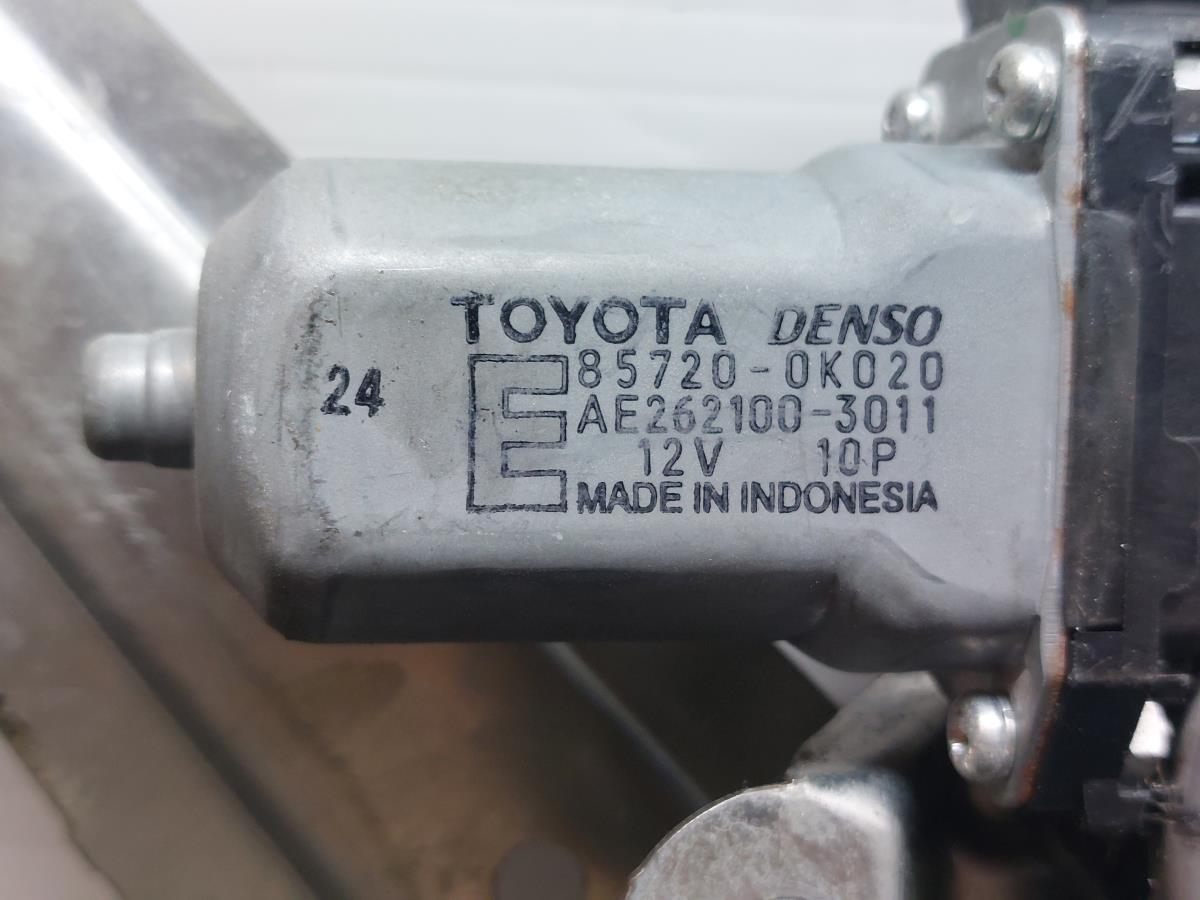 TOYOTA DENSO
24
E
85720-0K020
AE262100-3011
12V 10P
MADE IN INDONESIA